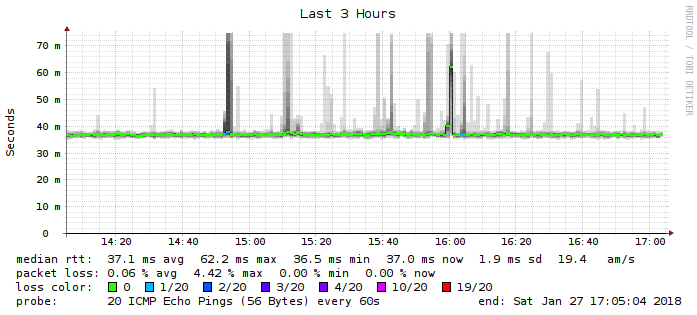 Last 3 Hours
RRDTOOL / TOBI OETIKER
Seconds
70 m
60 m
50 m
40 m
30 m
20 m
10 m
0
14:20 14:40 15:00 15:20 15:40 16:00 16:20 16:40 17:00
median rtt: 37.1 ms avg 62.2 ms max 36.5 ms min 37.0 ms now 1.9 ms sd 19.4 am/s
packet loss: 0.06 % avg 4.42 % max 0.00 % min 0.00 % now
loss color: 0 1/20 2/20 3/20 4/20 10/20 19/20
probe: 20 ICMP Echo Pings (56 Bytes) every 60s end: Sat Jan 27 17:05:04 2018